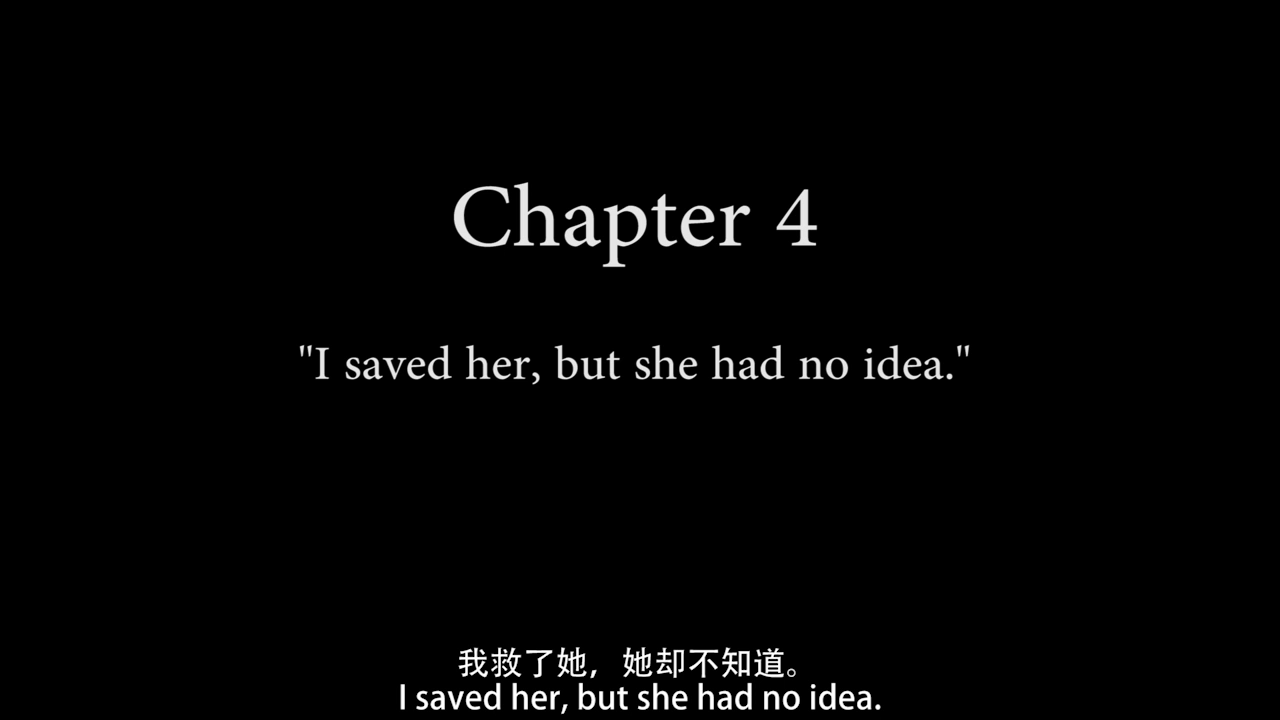 Chapter 4
"I saved her, but she had no idea."
我救了她，她却不知道。
I saved her, but she had no idea.